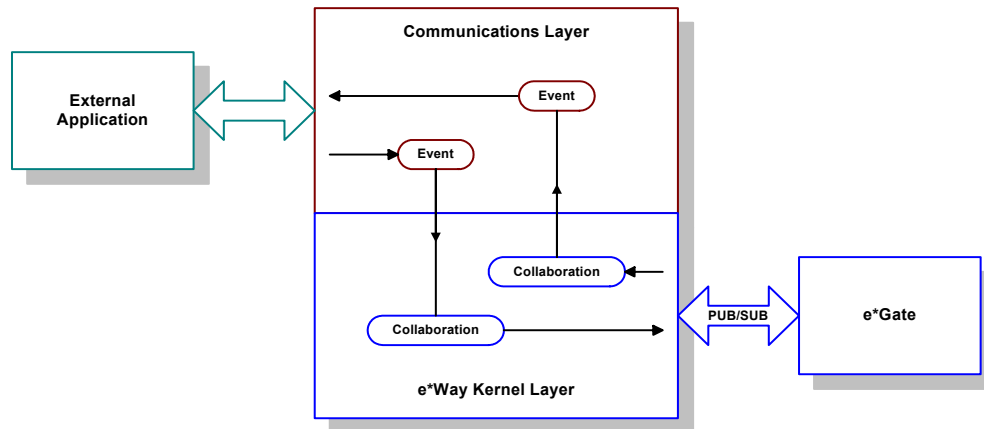 Communications Layer
External
Application
Event
Event
Collaboration
Collaboration
PUB/SUB
e*Gate
e*Way Kernel Layer